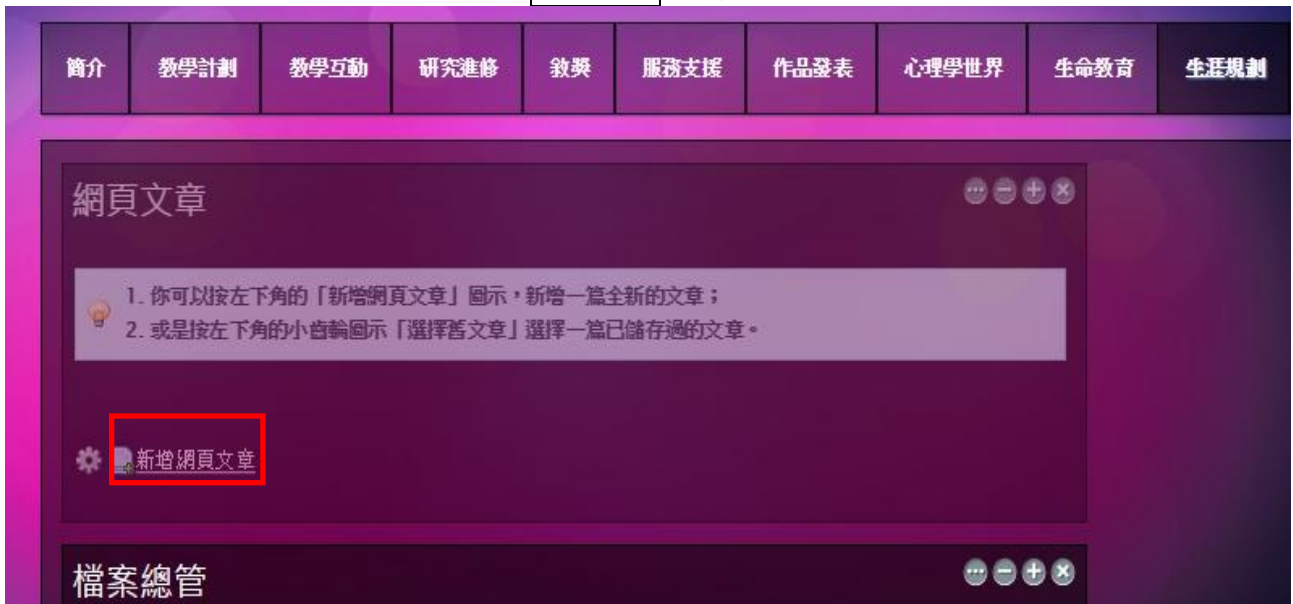 簡介 教學計劃 教學互動 研究進修 敘獎 服務支援 作品發表 心理學世界 生命教育 生涯規劃
網頁文章
1. 你可以按左下角的「新增網頁文章」圖示，新增一篇全新的文章；
2. 或是按左下角的小齒輪圖示「選擇舊文章」選擇一篇已儲存過的文章。
新增網頁文章
檔案總管